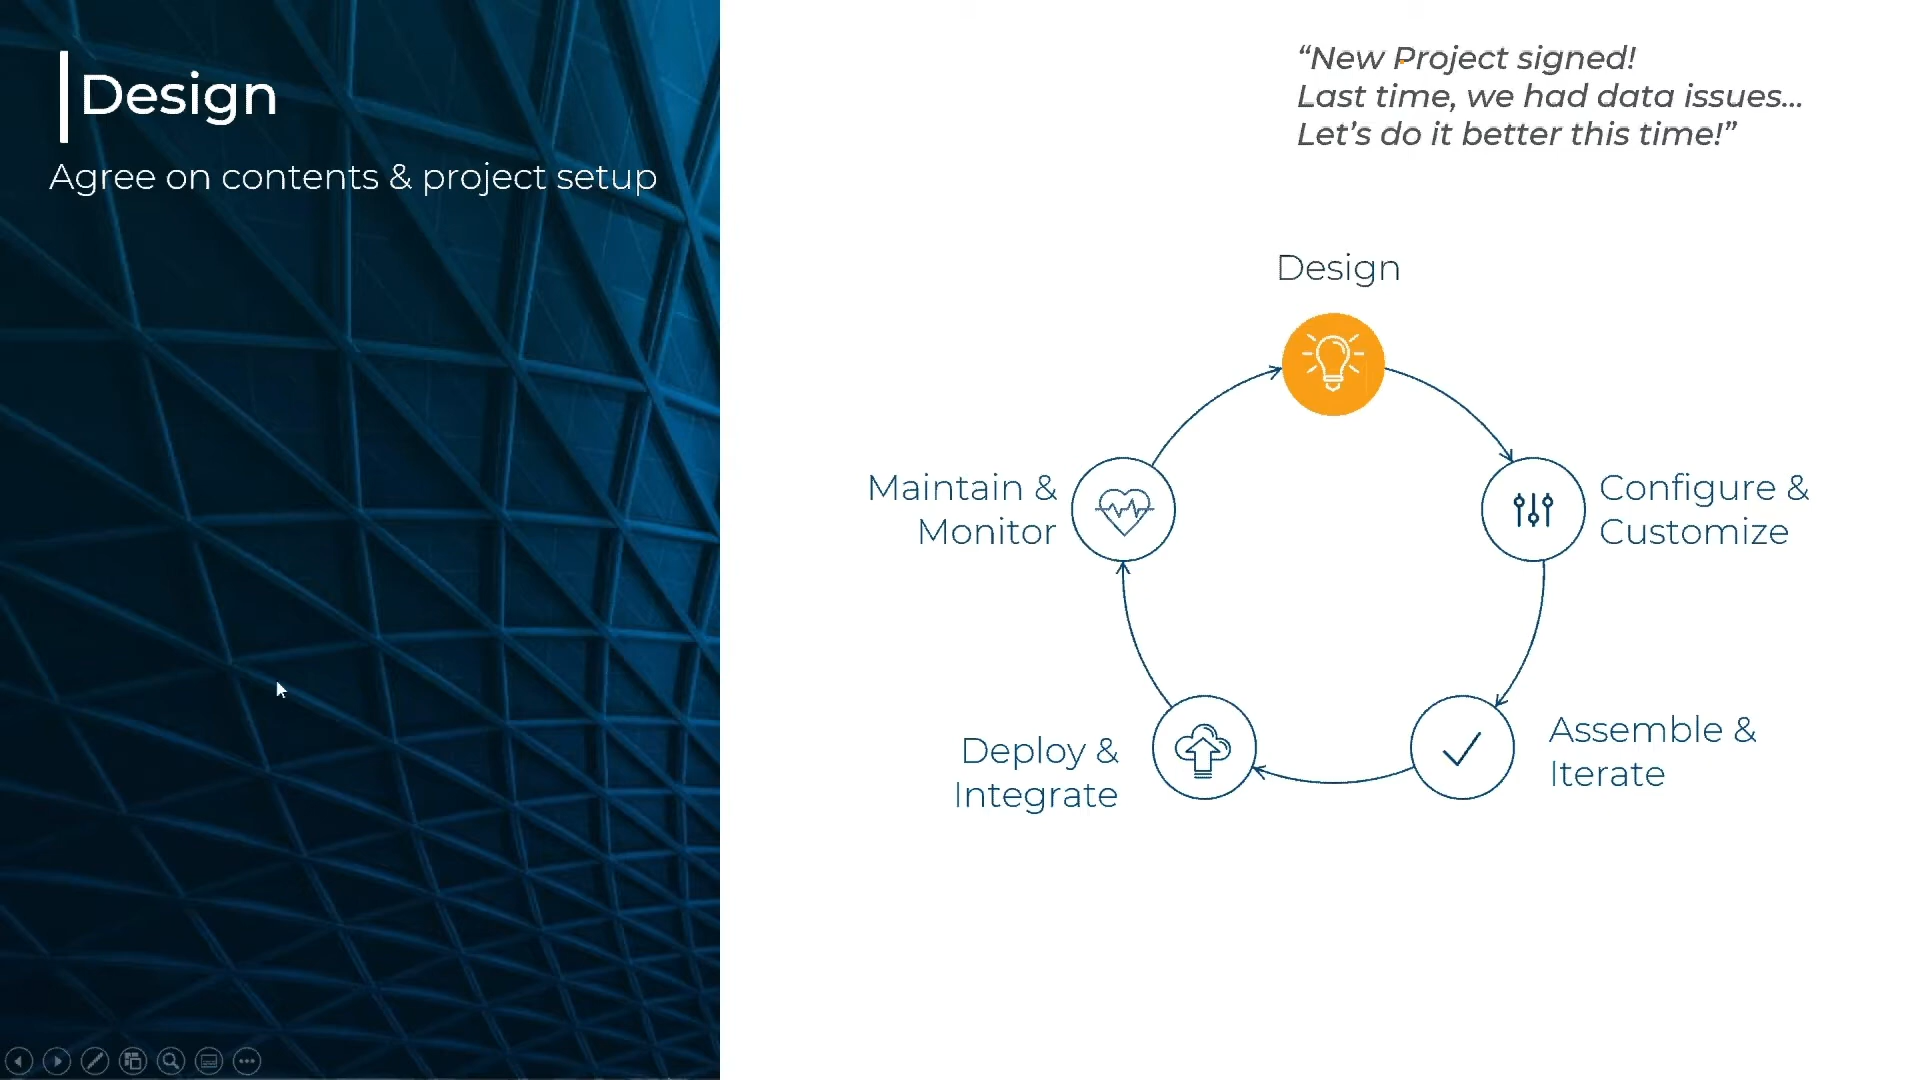 Design
Agree on contents & project setup
“New Project signed!
Last time, we had data issues...
Let’s do it better this time!”
Design
Maintain &
Monitor
Configure &
Customize
Deploy &
Integrate
Assemble &
Iterate